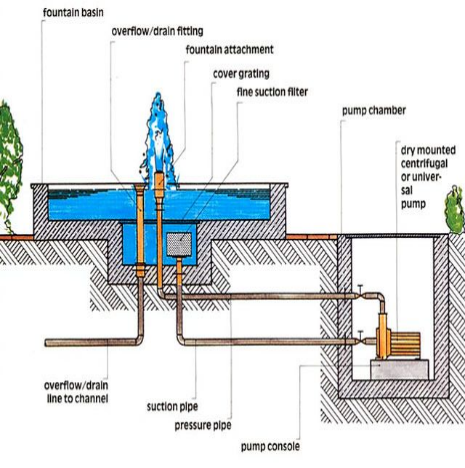 fountain basin
overflow/drain fitting
fountain attachment
cover grating
fine suction filter
pump chamber
dry mounted
centrifugal
or univer-
sal
pump
overflow/drain
line to channel
suction pipe
pressure pipe
pump console